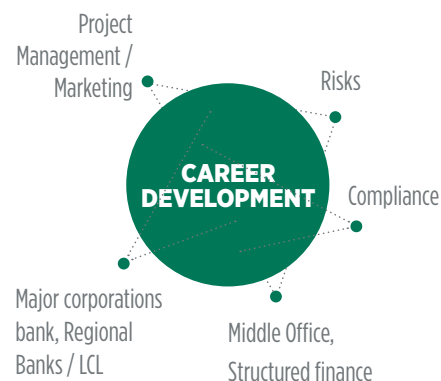 Project
Management /
Marketing
Risks
CAREER
DEVELOPMENT
Compliance
Major corporations
bank, Regional
Banks / LCL
Middle Office,
Structured finance